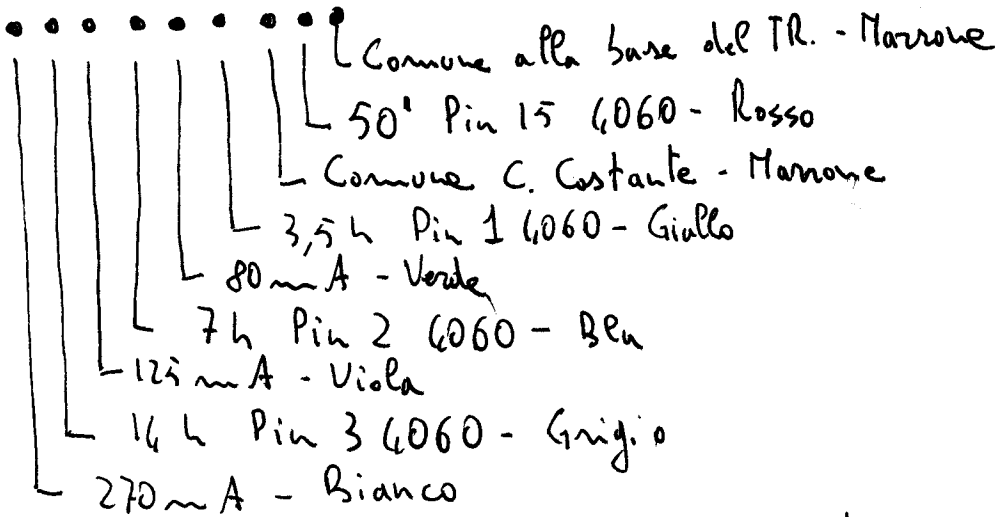 Comune alla base del TR. - Marrone
50' Pin 15 4060 - Rosso
Comune C. Costante - Marrone
3,5 h Pin 1 4060 - Giallo
80 mA - Verde
7 h Pin 2 4060 - Blu
125 mA - Viola
14 h Pin 3 4060 - Grigio
270 mA - Bianco